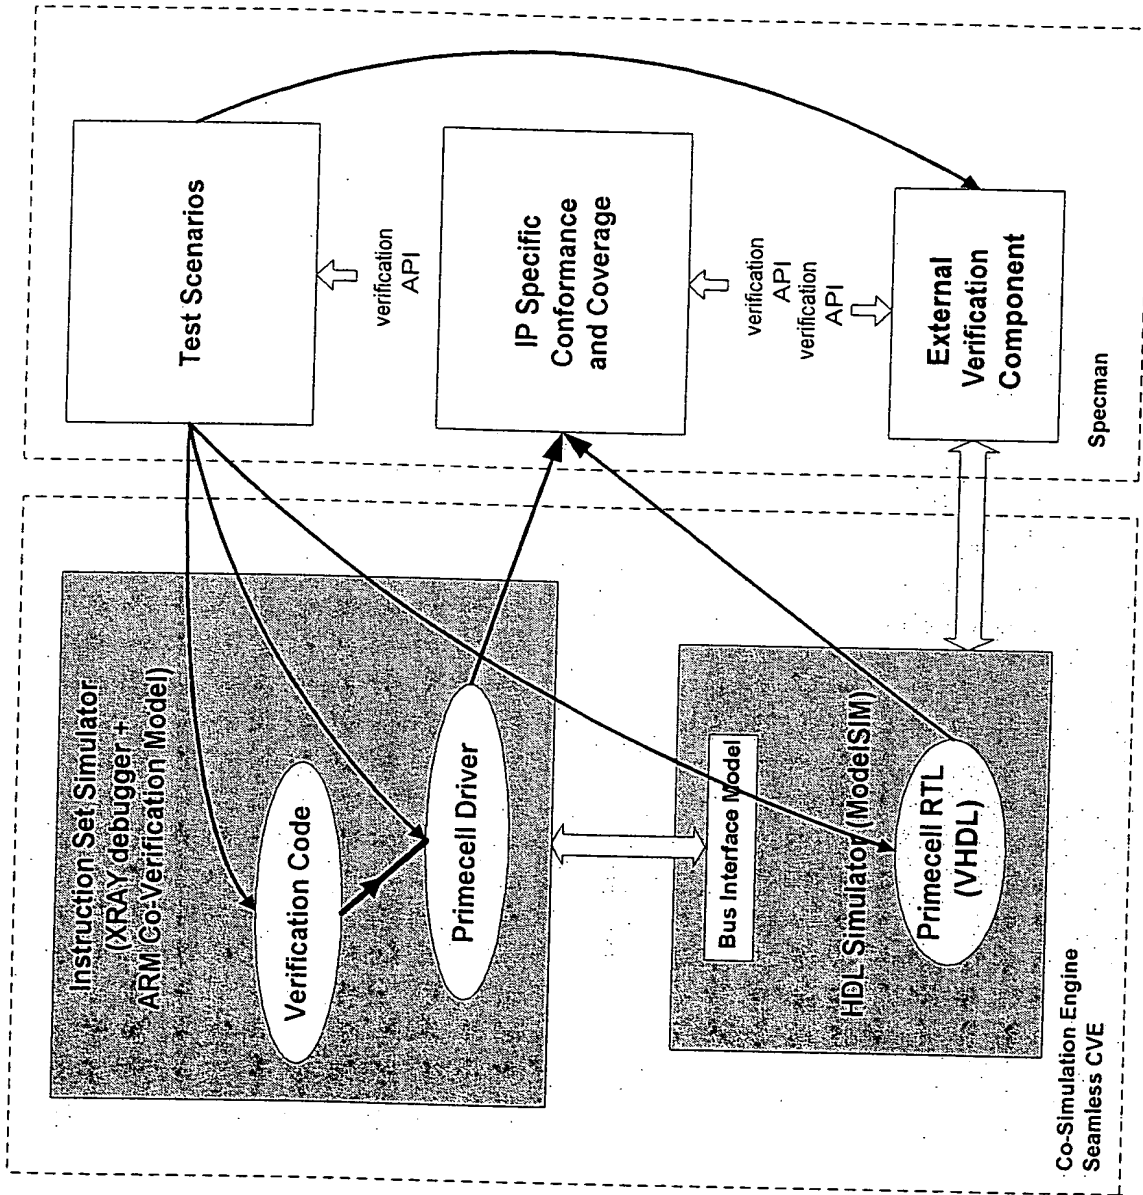 Instruction Set Simulator
(XRAY debugger +
ARM Co-Verification Model)
Verification Code
Primecell Driver
Bus Interface Model
HDL Simulator (ModelSIM)
Primecell RTL
(VHDL)
Co-Simulation Engine
Seamless CVE
Test Scenarios
verification
API
IP Specific
Conformance
and Coverage
verification
API
verification
API
External
Verification
Component
Specman